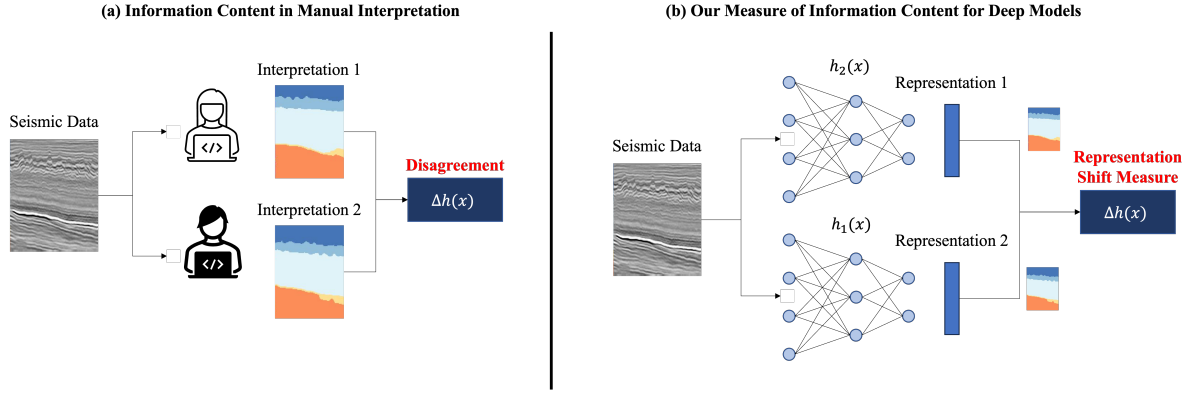 (a) Information Content in Manual Interpretation
Seismic Data
</>
</>
Interpretation 1
Interpretation 2
Disagreement
Δh(x)
(b) Our Measure of Information Content for Deep Models
Seismic Data
h₂(x)
h₁(x)
Representation 1
Representation 2
Representation
Shift Measure
Δh(x)